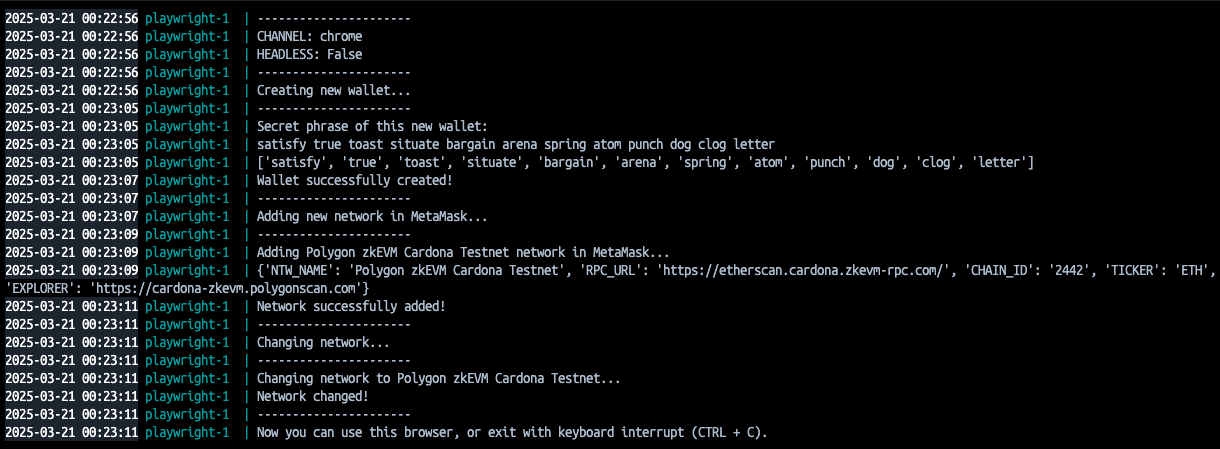 2025-03-21 00:22:56 playwright-1 | ----------------------
2025-03-21 00:22:56 playwright-1 | CHANNEL: chrome
2025-03-21 00:22:56 playwright-1 | HEADLESS: False
2025-03-21 00:22:56 playwright-1 | ----------------------
2025-03-21 00:22:56 playwright-1 | Creating new wallet...
2025-03-21 00:23:05 playwright-1 | ----------------------
2025-03-21 00:23:05 playwright-1 | Secret phrase of this new wallet:
2025-03-21 00:23:05 playwright-1 | satisfy true toast situate bargain arena spring atom punch dog clog letter
2025-03-21 00:23:05 playwright-1 | ['satisfy', 'true', 'toast', 'situate', 'bargain', 'arena', 'spring', 'atom', 'punch', 'dog', 'clog', 'letter']
2025-03-21 00:23:07 playwright-1 | Wallet successfully created!
2025-03-21 00:23:07 playwright-1 | ----------------------
2025-03-21 00:23:07 playwright-1 | Adding new network in MetaMask...
2025-03-21 00:23:09 playwright-1 | ----------------------
2025-03-21 00:23:09 playwright-1 | Adding Polygon zkEVM Cardona Testnet network in MetaMask...
2025-03-21 00:23:09 playwright-1 | {'NTW_NAME': 'Polygon zkEVM Cardona Testnet', 'RPC_URL': 'https://etherscan.cardona.zkevm-rpc.com/', 'CHAIN_ID': '2442', 'TICKER': 'ETH',
'EXPLORER': 'https://cardona-zkevm.polygonscan.com'}
2025-03-21 00:23:11 playwright-1 | Network successfully added!
2025-03-21 00:23:11 playwright-1 | ----------------------
2025-03-21 00:23:11 playwright-1 | Changing network...
2025-03-21 00:23:11 playwright-1 | ----------------------
2025-03-21 00:23:11 playwright-1 | Changing network to Polygon zkEVM Cardona Testnet...
2025-03-21 00:23:11 playwright-1 | Network changed!
2025-03-21 00:23:11 playwright-1 | ----------------------
2025-03-21 00:23:11 playwright-1 | Now you can use this browser, or exit with keyboard interrupt (CTRL + C).